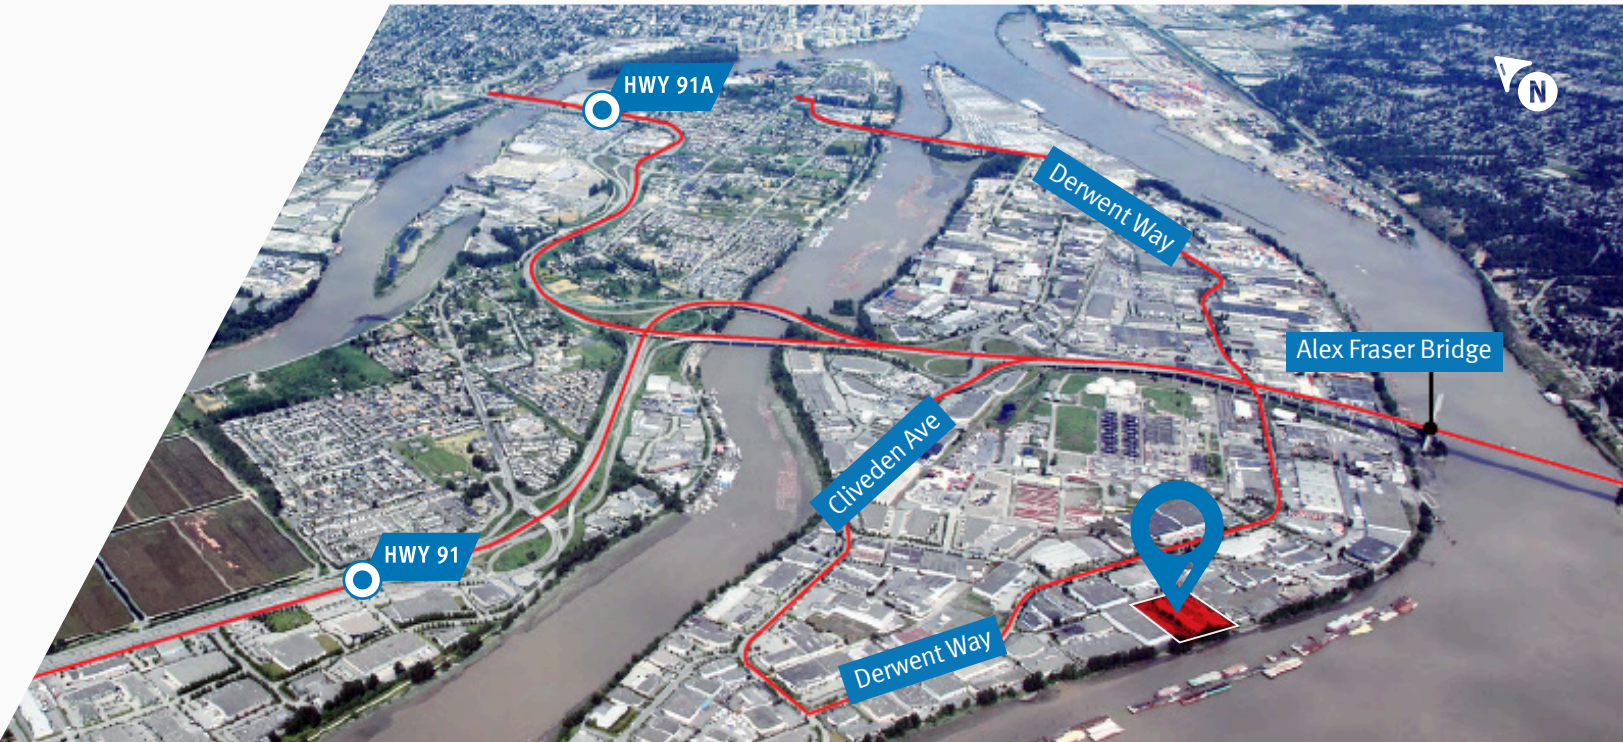 HWY 91A
N
Derwent Way
Alex Fraser Bridge
Cliveden Ave
HWY 91
Derwent Way